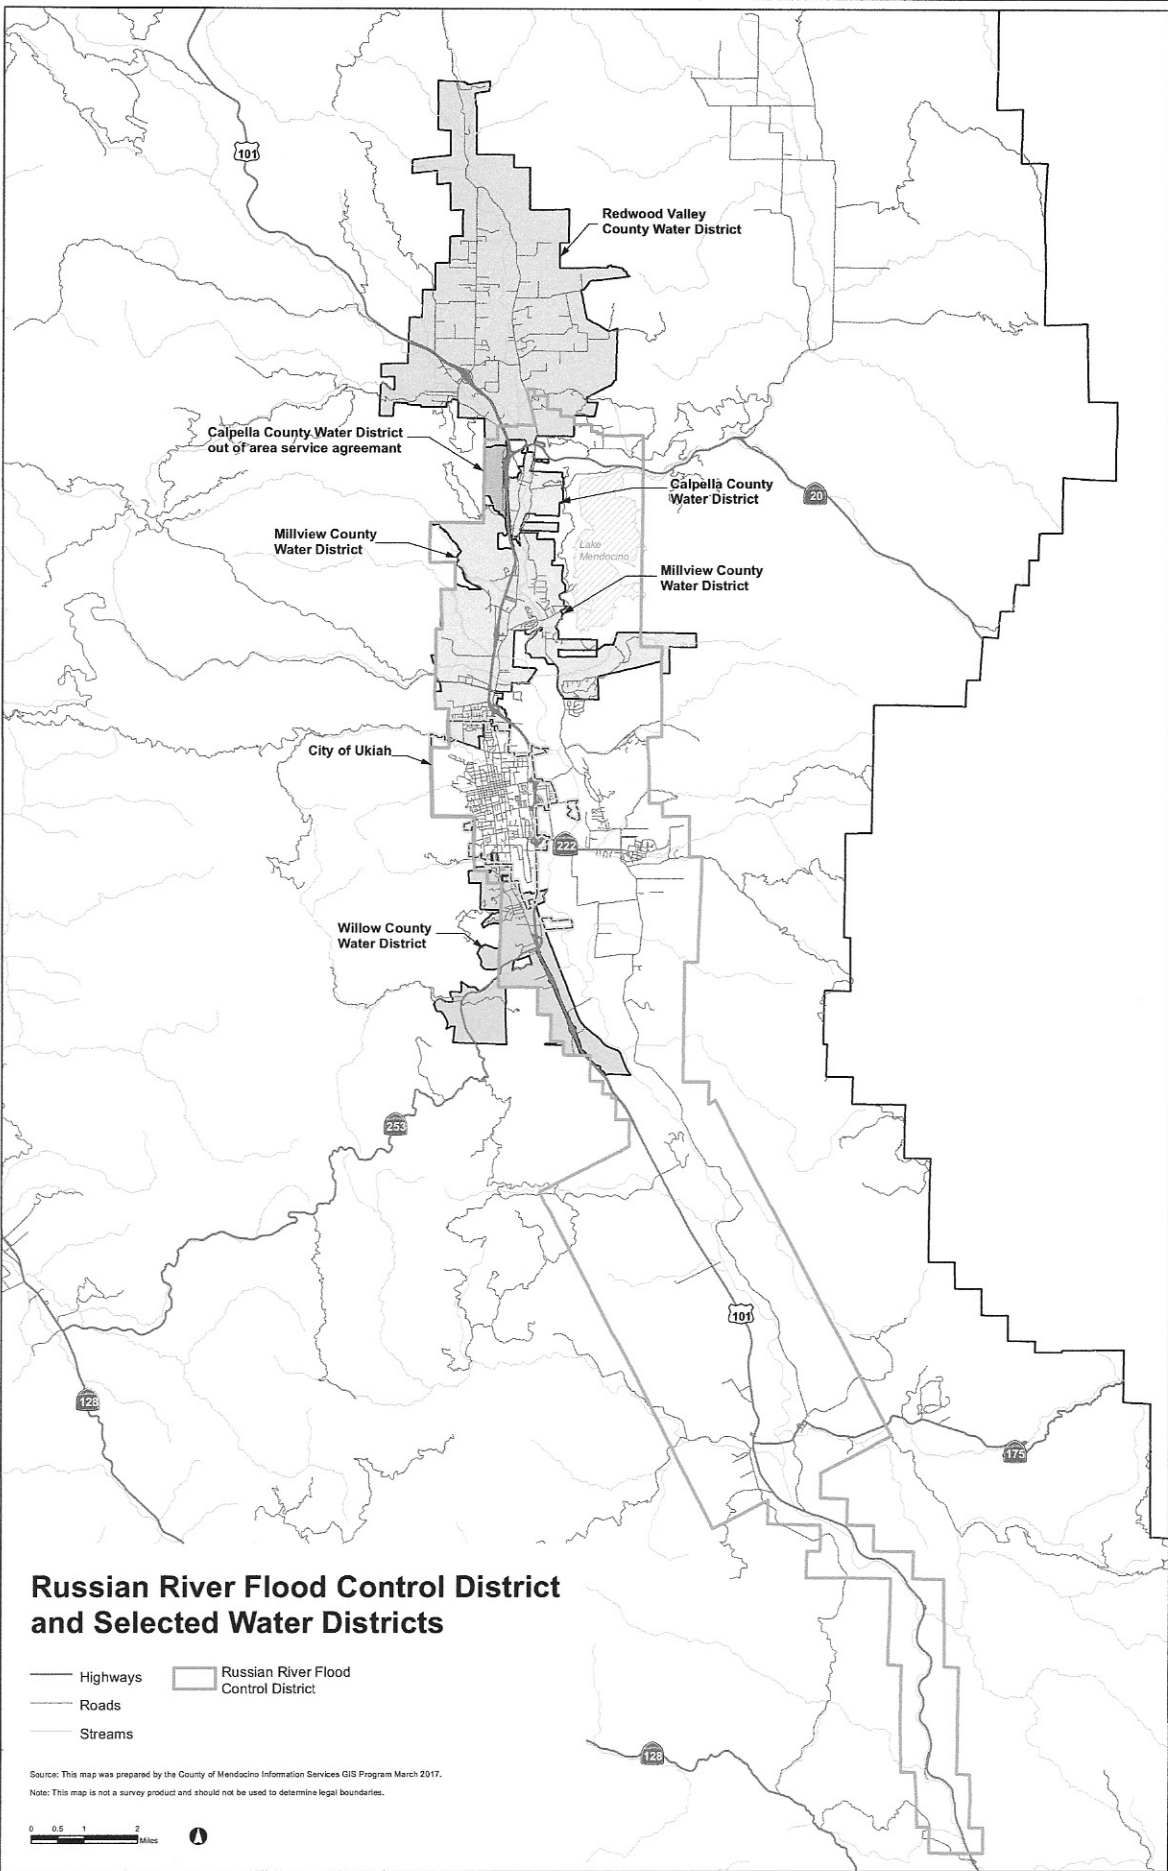 101
Redwood Valley
County Water District
Calpella County Water District
out of area service agreemant
Calpella County
Water District
20
Millview County
Water District
Lake
Mendocino
Millview County
Water District
City of Ukiah
222
Willow County
Water District
253
101
128
175
Russian River Flood Control District
and Selected Water Districts
Highways
Roads
Streams
Russian River Flood
Control District
Source: This map was prepared by the County of Mendocino Information Services GIS Program March 2017.
Note: This map is not a survey product and should not be used to determine legal boundaries.
0 0.5 1 2
Miles
128